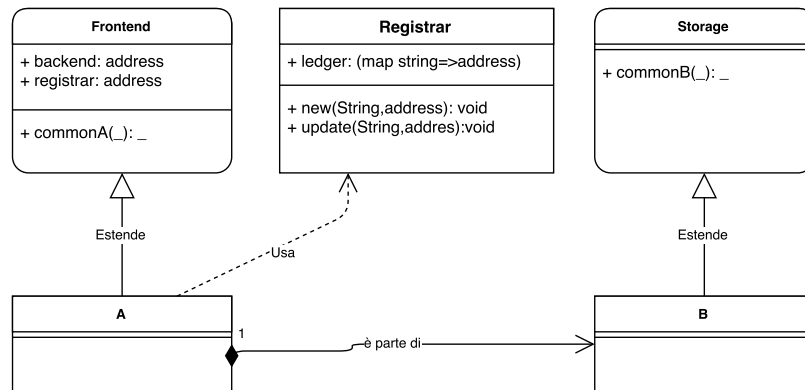 Frontend
+ backend: address
+ registrar: address
+ commonA(_): _
Registrar
+ ledger: (map string=>address)
+ new(String,address): void
+ update(String,addres):void
Storage
+ commonB(_): _
Estende
Usa
Estende
A
1
è parte di
B